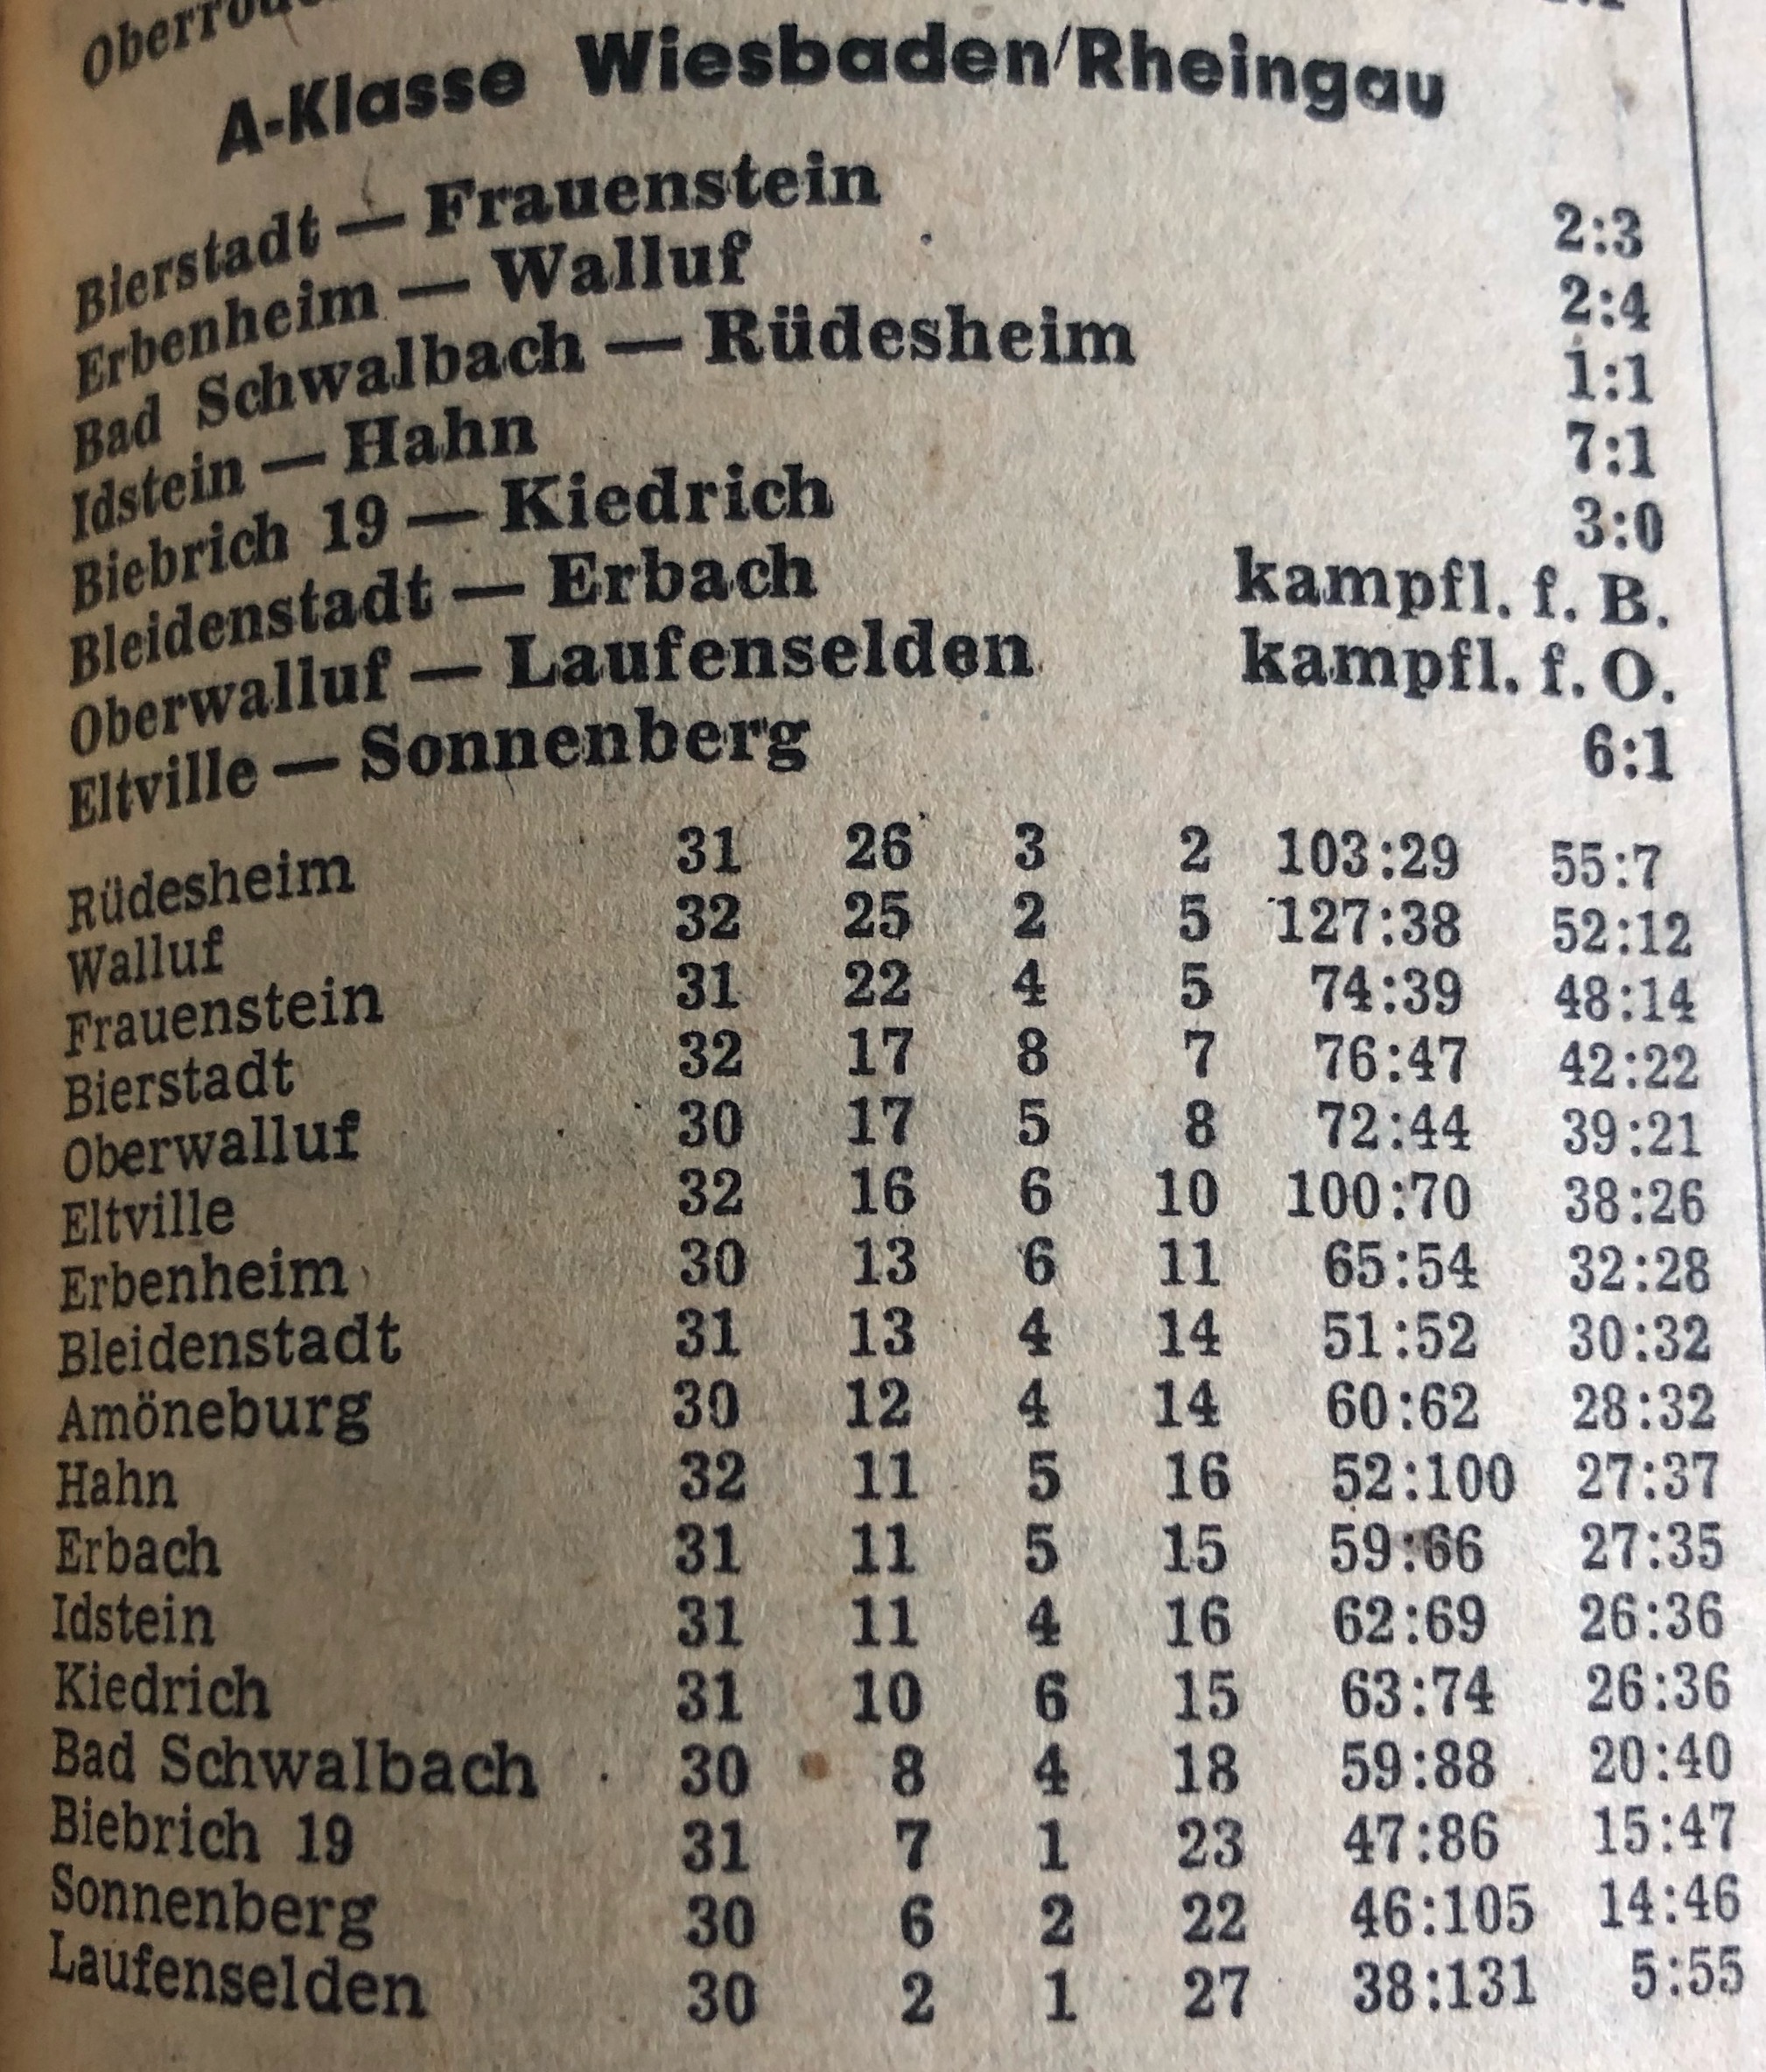 A-Klasse Wiesbaden/Rheingau
Bierstadt — Frauenstein 2:3
Erbenheim — Walluf 2:4
Bad Schwalbach — Rüdesheim 1:1
Idstein — Hahn 7:1
Biebrich 19 — Kiedrich 3:0
Bleidenstadt — Erbach kampfl. f. B.
Oberwalluf — Laufenselden kampfl. f. O.
Eltville — Sonnenberg 6:1
Rüdesheim 31 26 3 2 103:29 55:7
Walluf 32 25 2 5 127:38 52:12
Frauenstein 31 22 4 5 74:39 48:14
Bierstadt 32 17 8 7 76:47 42:22
Oberwalluf 30 17 5 8 72:44 39:21
Eltville 32 16 6 10 100:70 38:26
Erbenheim 30 13 6 11 65:54 32:28
Bleidenstadt 31 13 4 14 51:52 30:32
Amöneburg 30 12 4 14 60:62 28:32
Hahn 32 11 5 16 52:100 27:37
Erbach 31 11 5 15 59:66 27:35
Idstein 31 11 4 16 62:69 26:36
Kiedrich 31 10 6 15 63:74 26:36
Bad Schwalbach 30 8 4 18 59:88 20:40
Biebrich 19 31 7 1 23 47:86 15:47
Sonnenberg 30 6 2 22 46:105 14:46
Laufenselden 30 2 1 27 38:131 5:55